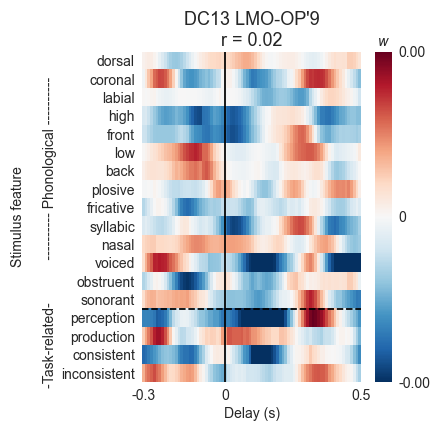 DC13 LMO-OP'9
r = 0.02
w
0.00
0
-0.00
Stimulus feature
---------- Phonological ----------
-Task-related-
dorsal
coronal
labial
high
front
low
back
plosive
fricative
syllabic
nasal
voiced
obstruent
sonorant
perception
production
consistent
inconsistent
-0.3 0 0.5
Delay (s)